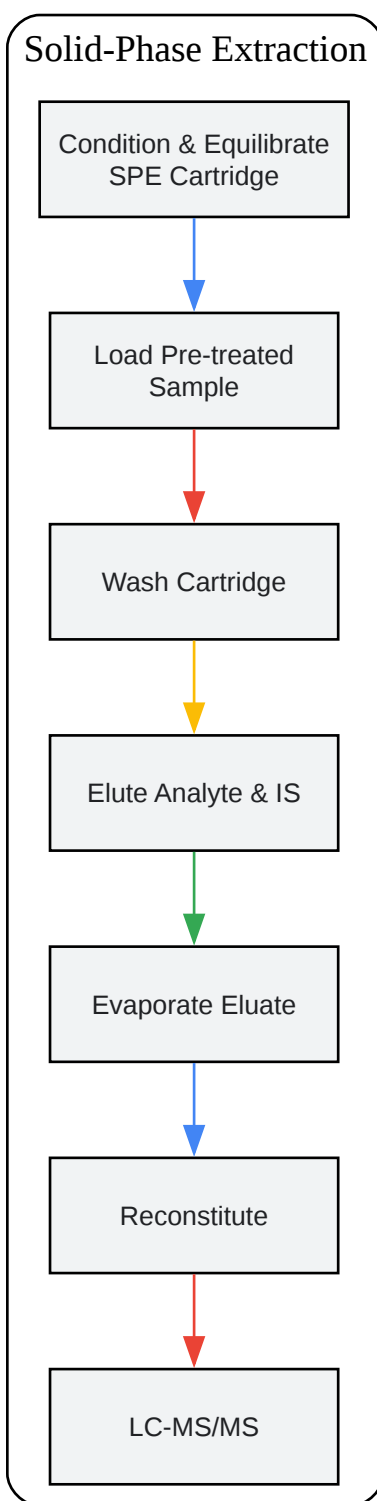 Solid-Phase Extraction
Condition & Equilibrate
SPE Cartridge
Load Pre-treated
Sample
Wash Cartridge
Elute Analyte & IS
Evaporate Eluate
Reconstitute
LC-MS/MS